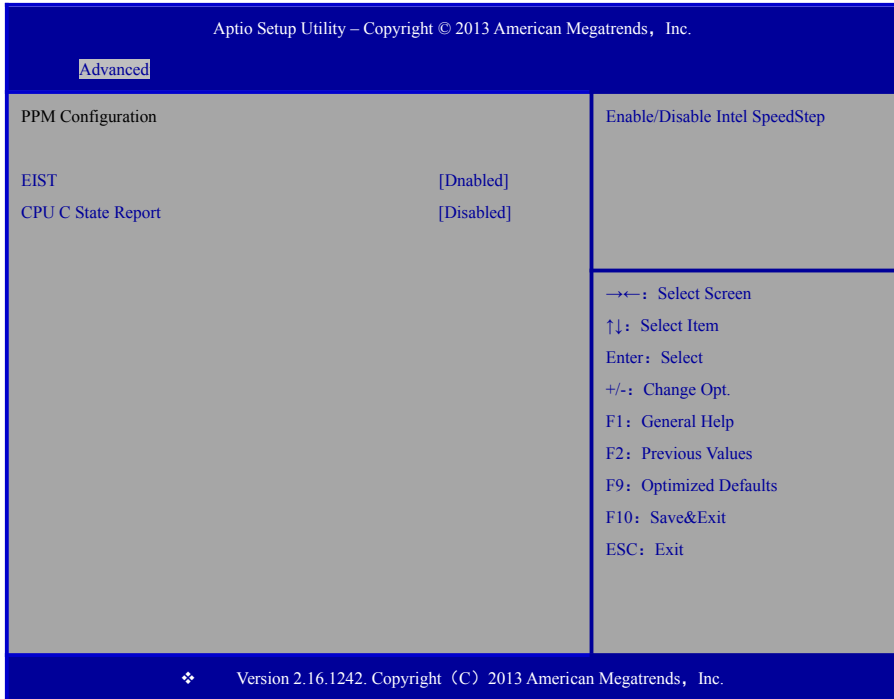 Aptio Setup Utility – Copyright © 2013 American Megatrends，Inc.
Advanced
PPM Configuration
EIST [Dnabled]
CPU C State Report [Disabled]
Enable/Disable Intel SpeedStep
→←：Select Screen
↑↓：Select Item
Enter：Select
+/-：Change Opt.
F1：General Help
F2：Previous Values
F9：Optimized Defaults
F10：Save&Exit
ESC：Exit
❖ Version 2.16.1242. Copyright（C）2013 American Megatrends，Inc.